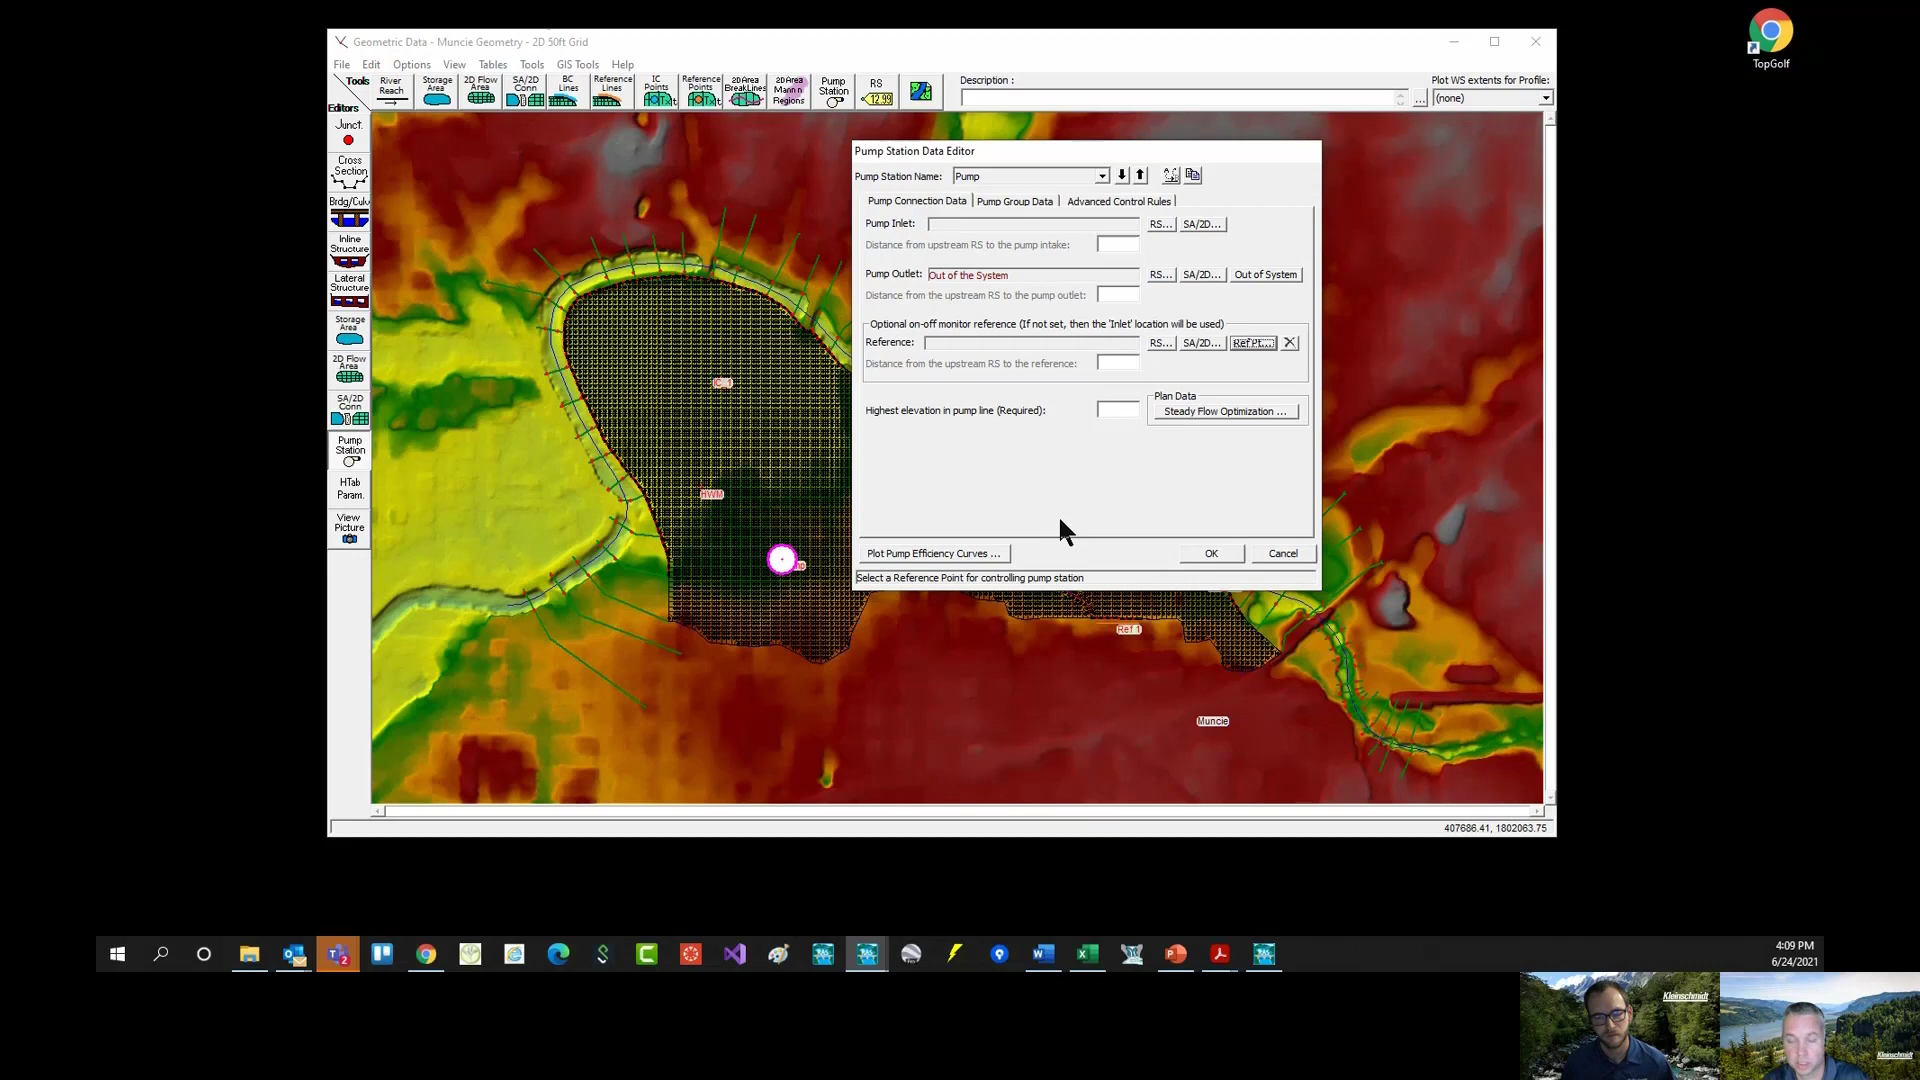 TopGolf
Geometric Data - Muncie Geometry - 2D 50ft Grid
File Edit Options View Tables Tools GIS Tools Help
Tools
Editors
River Reach
Storage Area
2D Flow Area
SA/2D Conn
BC Lines
Reference Lines
IC Points
Reference Points
2D Area BreakLines
2D Area Mann n Regions
Pump Station
RS
12.99
Description :
...
Plot WS extents for Profile:
(none)
Junct.
Cross Section
Brdg/Culv
Inline Structure
Lateral Structure
Storage Area
2D Flow Area
SA/2D Conn
Pump Station
HTab Param.
View Picture
IC_1
HWM
Ref 1
Muncie
Pump Station Data Editor
Pump Station Name: Pump
Pump Connection Data Pump Group Data Advanced Control Rules
Pump Inlet: RS... SA/2D...
Distance from upstream RS to the pump intake:
Pump Outlet: Out of the System RS... SA/2D... Out of System
Distance from the upstream RS to the pump outlet:
Optional on-off monitor reference (If not set, then the 'Inlet' location will be used)
Reference: RS... SA/2D... Ref Pt...
Distance from the upstream RS to the reference:
Highest elevation in pump line (Required):
Plan Data
Steady Flow Optimization ...
Plot Pump Efficiency Curves ... OK Cancel
Select a Reference Point for controlling pump station
407686.41, 1802063.75
4:09 PM
6/24/2021
Kleinschmidt
Kleinschmidt